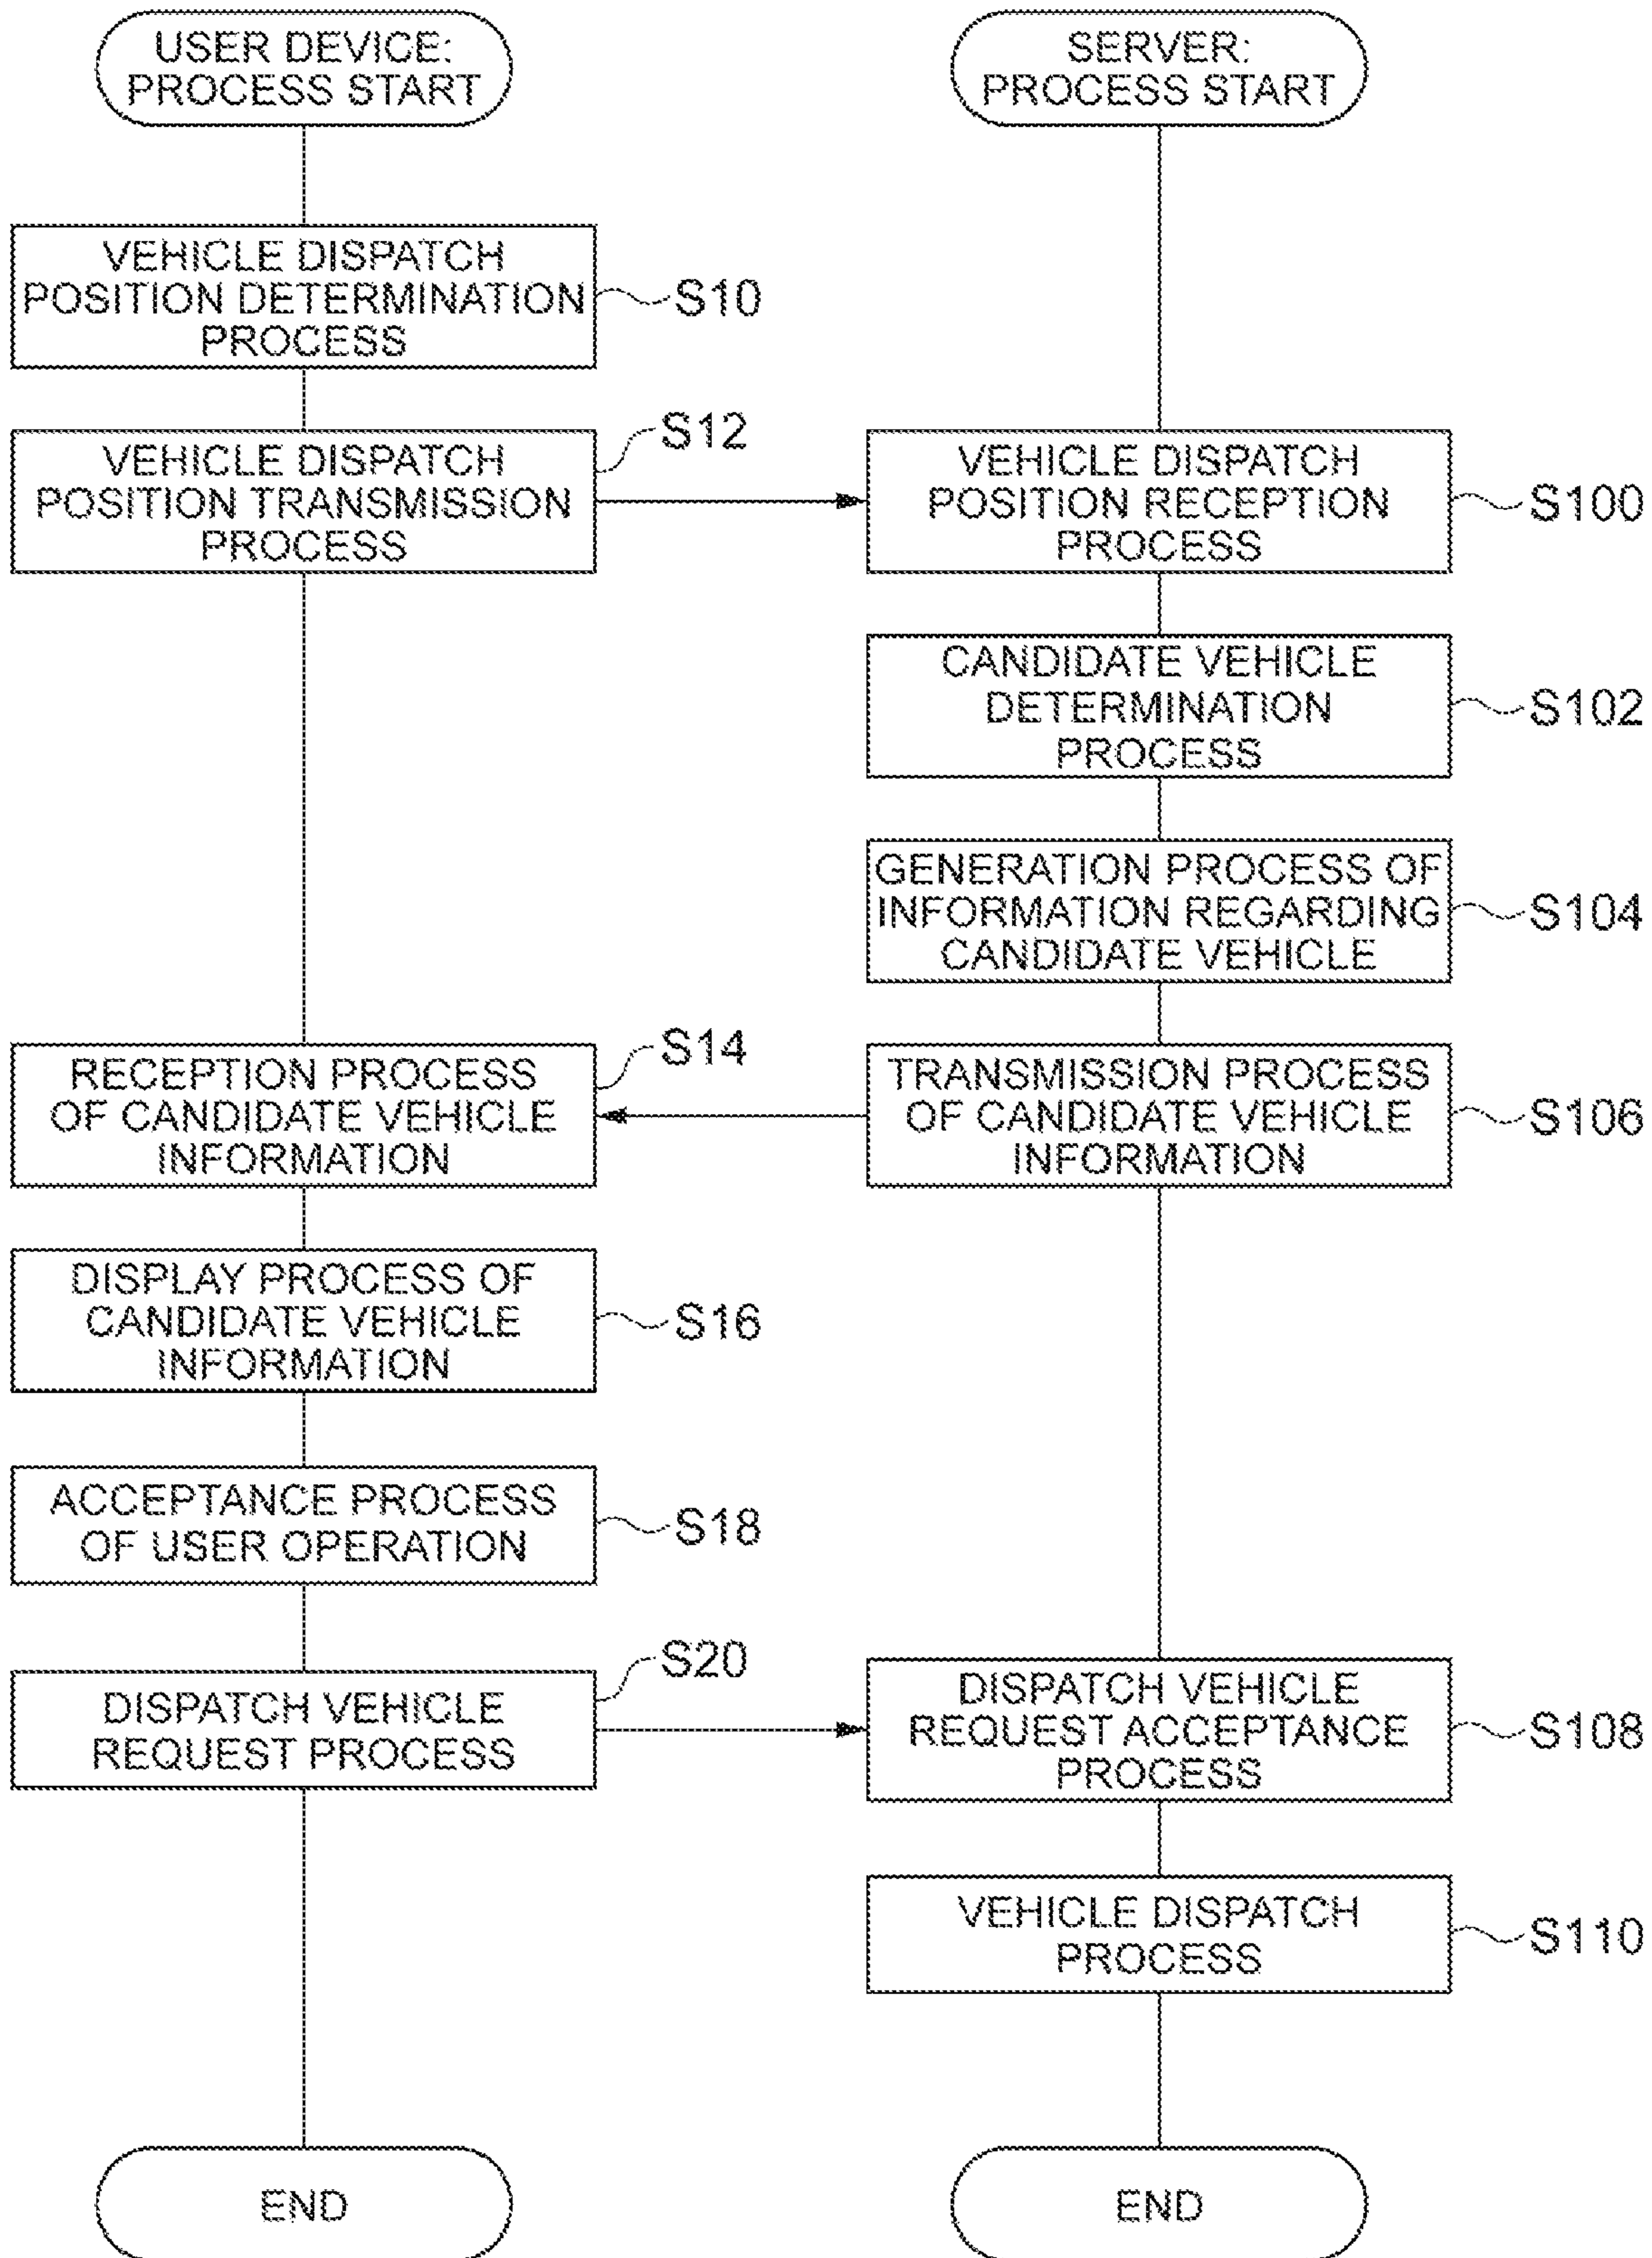 USER DEVICE:
PROCESS START
SERVER:
PROCESS START
VEHICLE DISPATCH
POSITION DETERMINATION
PROCESS
S10
VEHICLE DISPATCH
POSITION TRANSMISSION
PROCESS
S12
VEHICLE DISPATCH
POSITION RECEPTION
PROCESS
S100
CANDIDATE VEHICLE
DETERMINATION
PROCESS
S102
GENERATION PROCESS OF
INFORMATION REGARDING
CANDIDATE VEHICLE
S104
RECEPTION PROCESS
OF CANDIDATE VEHICLE
INFORMATION
S14
TRANSMISSION PROCESS
OF CANDIDATE VEHICLE
INFORMATION
S106
DISPLAY PROCESS OF
CANDIDATE VEHICLE
INFORMATION
S16
ACCEPTANCE PROCESS
OF USER OPERATION
S18
DISPATCH VEHICLE
REQUEST PROCESS
S20
DISPATCH VEHICLE
REQUEST ACCEPTANCE
PROCESS
S108
VEHICLE DISPATCH
PROCESS
S110
END
END